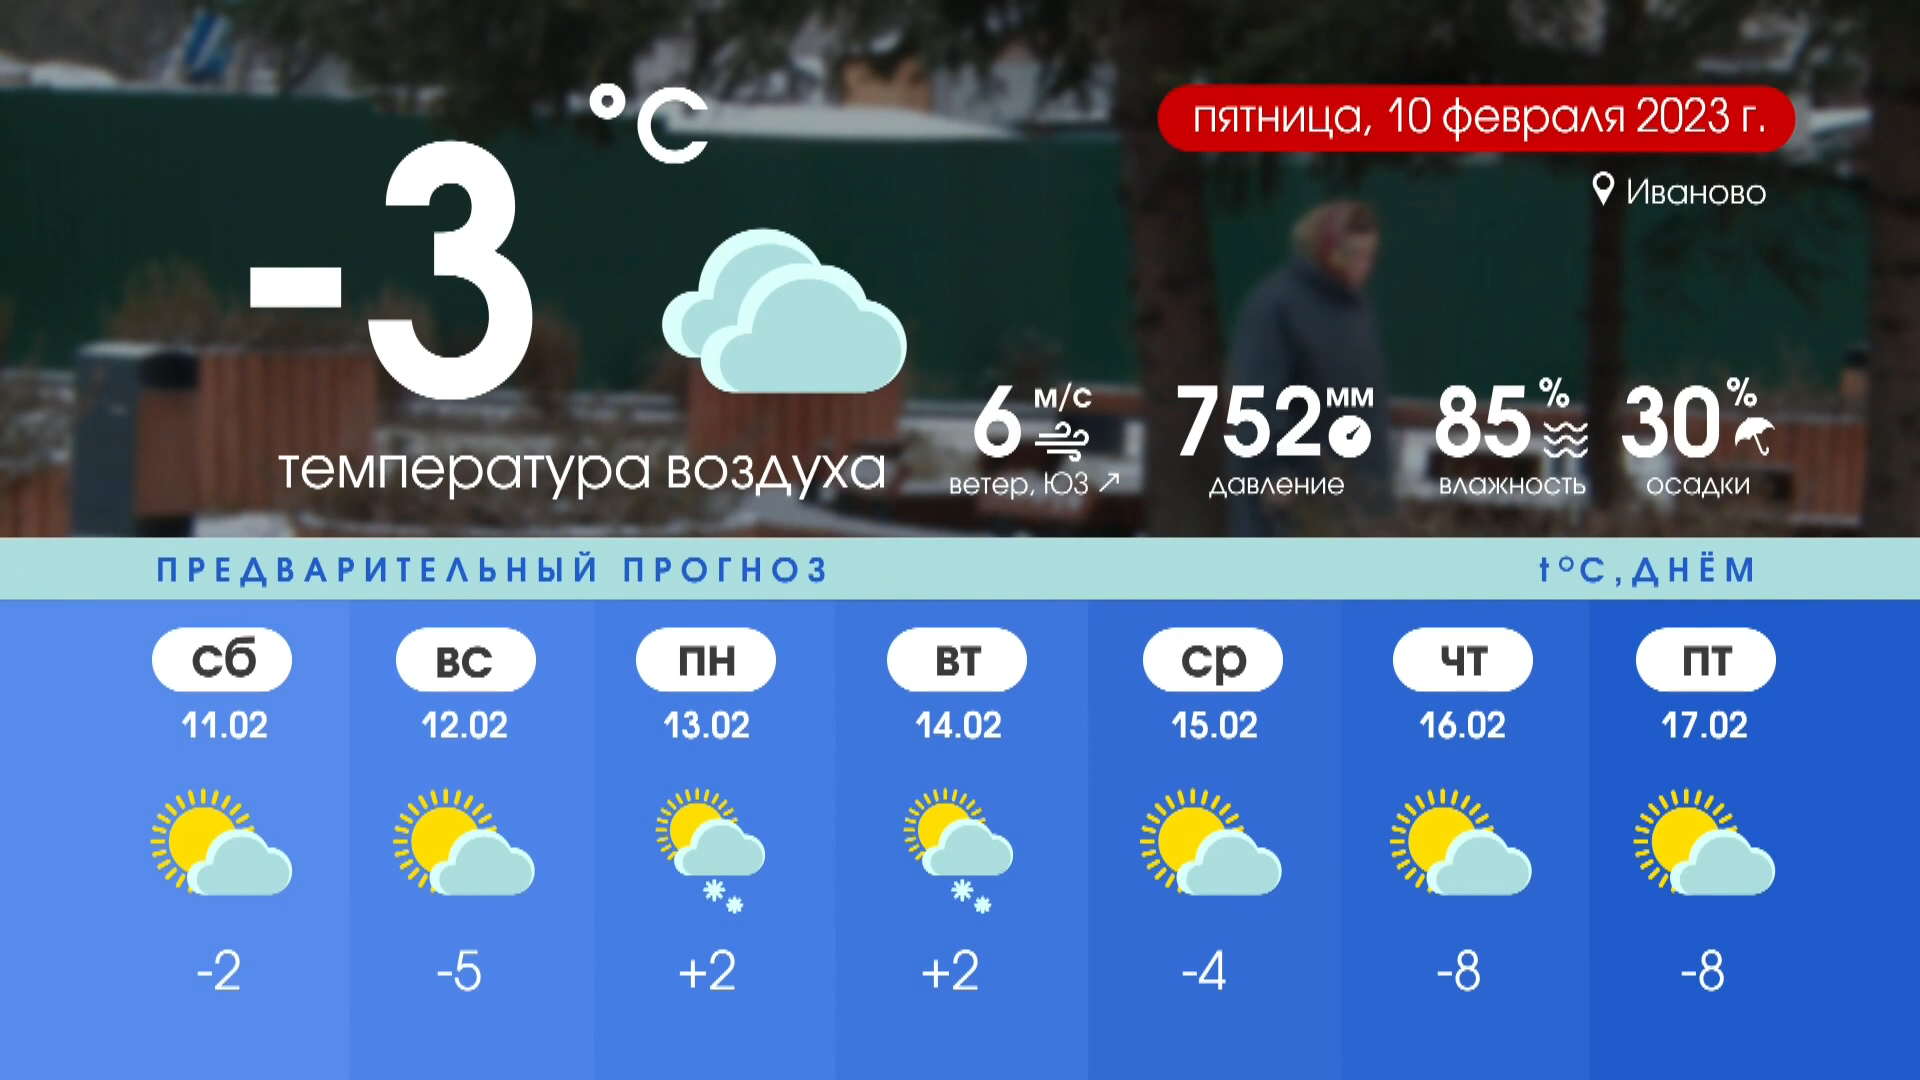 °C
-3
температура воздуха
пятница, 10 февраля 2023 г.
Иваново
6 м/с
ветер, ЮЗ ↗
752 мм
давление
85 %
влажность
30 %
осадки
ПРЕДВАРИТЕЛЬНЫЙ ПРОГНОЗ
t°C, ДНЁМ
сб вс пн вт ср чт пт
11.02 12.02 13.02 14.02 15.02 16.02 17.02
-2 -5 +2 +2 -4 -8 -8